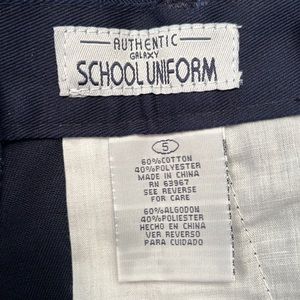 AUTHENTIC
GALAXY
SCHOOL UNIFORM
5
60%COTTON
40%POLYESTER
MADE IN CHINA
RN 63967
SEE REVERSE
FOR CARE
60%ALGODON
40%POLIESTER
HECHO EN CHINA
VER REVERSO
PARA CUIDADO